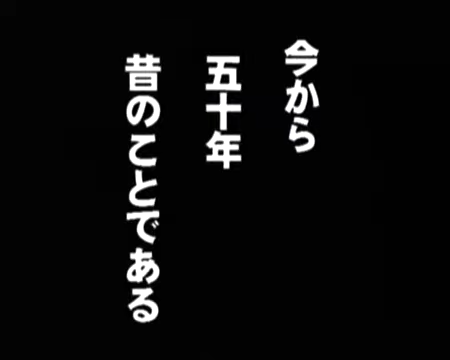 今から
五十年
昔のことである